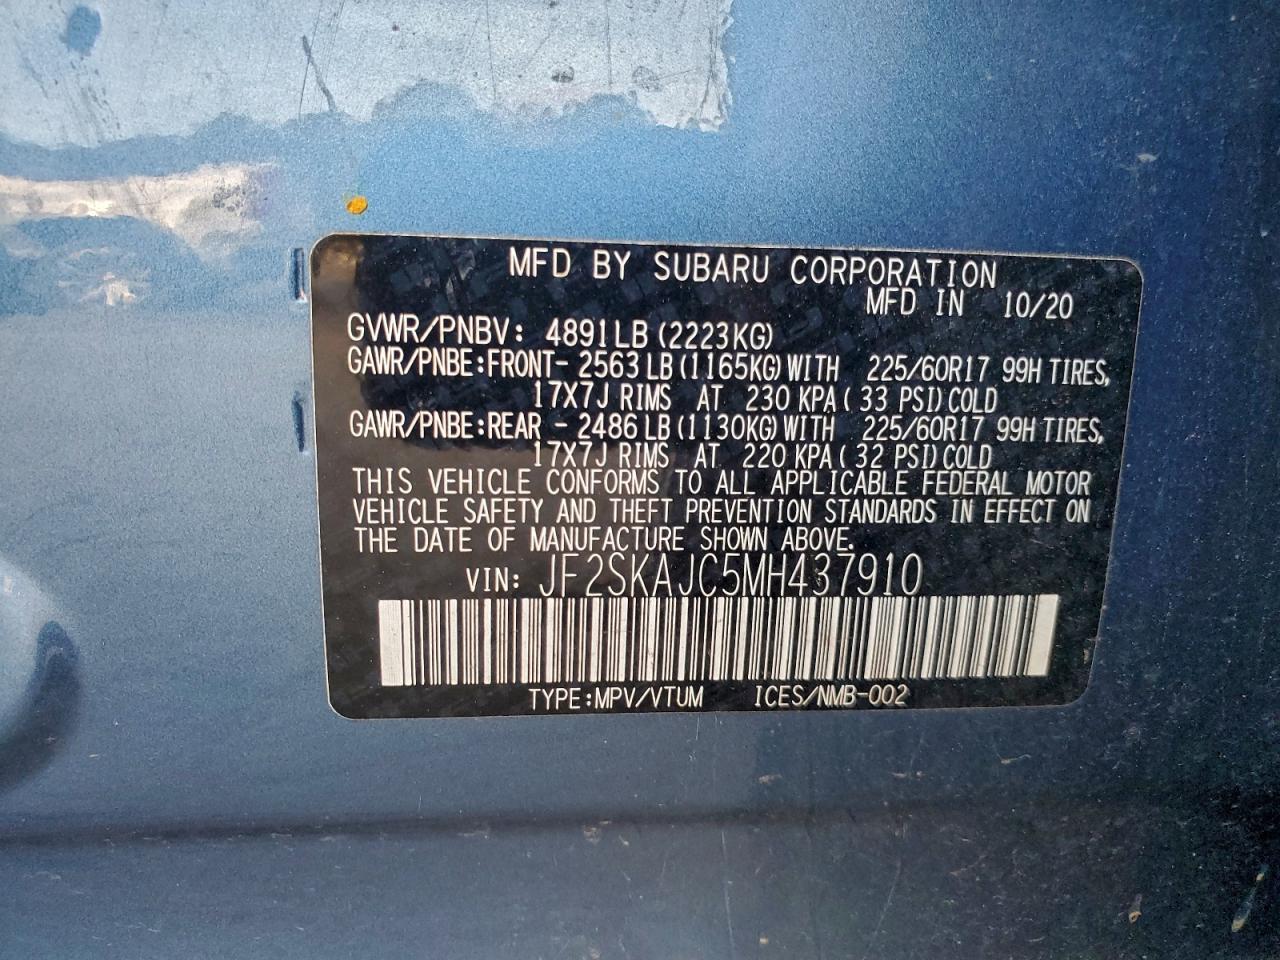 MFD BY SUBARU CORPORATION
MFD IN 10/20
GVWR/PNBV: 4891LB (2223KG)
GAWR/PNBE:FRONT- 2563 LB (1165KG) WITH 225/60R17 99H TIRES,
17X7J RIMS AT 230 KPA ( 33 PSI) COLD
GAWR/PNBE:REAR - 2486 LB (1130KG) WITH 225/60R17 99H TIRES,
17X7J RIMS AT 220 KPA ( 32 PSI) COLD
THIS VEHICLE CONFORMS TO ALL APPLICABLE FEDERAL MOTOR
VEHICLE SAFETY AND THEFT PREVENTION STANDARDS IN EFFECT ON
THE DATE OF MANUFACTURE SHOWN ABOVE.
VIN: JF2SKAJC5MH437910
TYPE:MPV/VTUM ICES/NMB-002